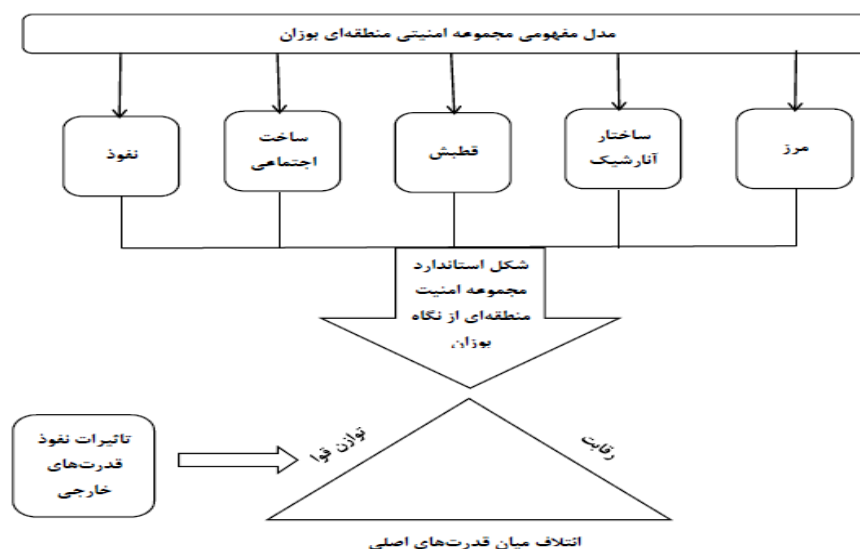 مدل مفهومی مجموعه امنیتی منطقه‌ای بوزان
مرز
ساختار
آنارشیک
قطبش
ساخت
اجتماعی
نفوذ
شکل استاندارد
مجموعه امنیت
منطقه‌ای از نگاه
بوزان
رقابت
توازن قوا
تاثیرات نفوذ
قدرت‌های
خارجی
ائتلاف میان قدرت‌های اصلی